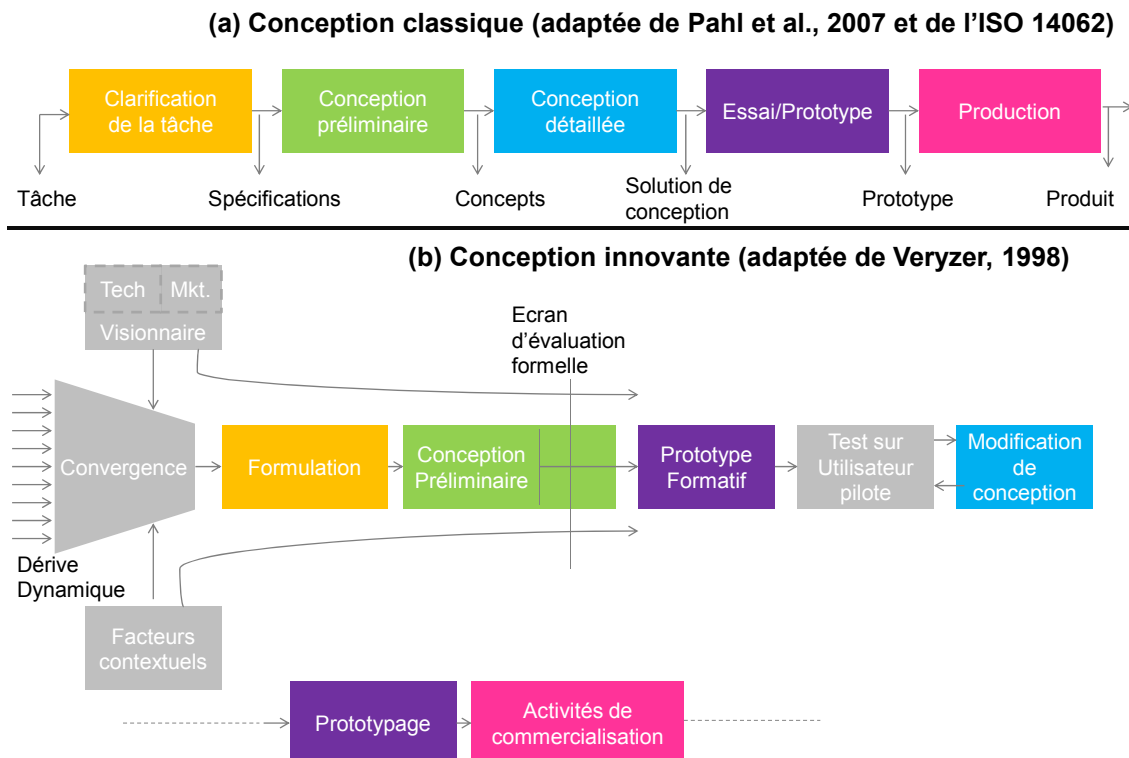 (a) Conception classique (adaptée de Pahl et al., 2007 et de l’ISO 14062)
Clarification
de la tâche
Conception
préliminaire
Conception
détaillée
Essai/Prototype
Production
Tâche
Spécifications
Concepts
Solution de
conception
Prototype
Produit
(b) Conception innovante (adaptée de Veryzer, 1998)
Tech
Mkt.
Visionnaire
Ecran
d’évaluation
formelle
Convergence
Formulation
Conception
Préliminaire
Prototype
Formatif
Test sur
Utilisateur
pilote
Modification
de
conception
Dérive
Dynamique
Facteurs
contextuels
Prototypage
Activités de
commercialisation